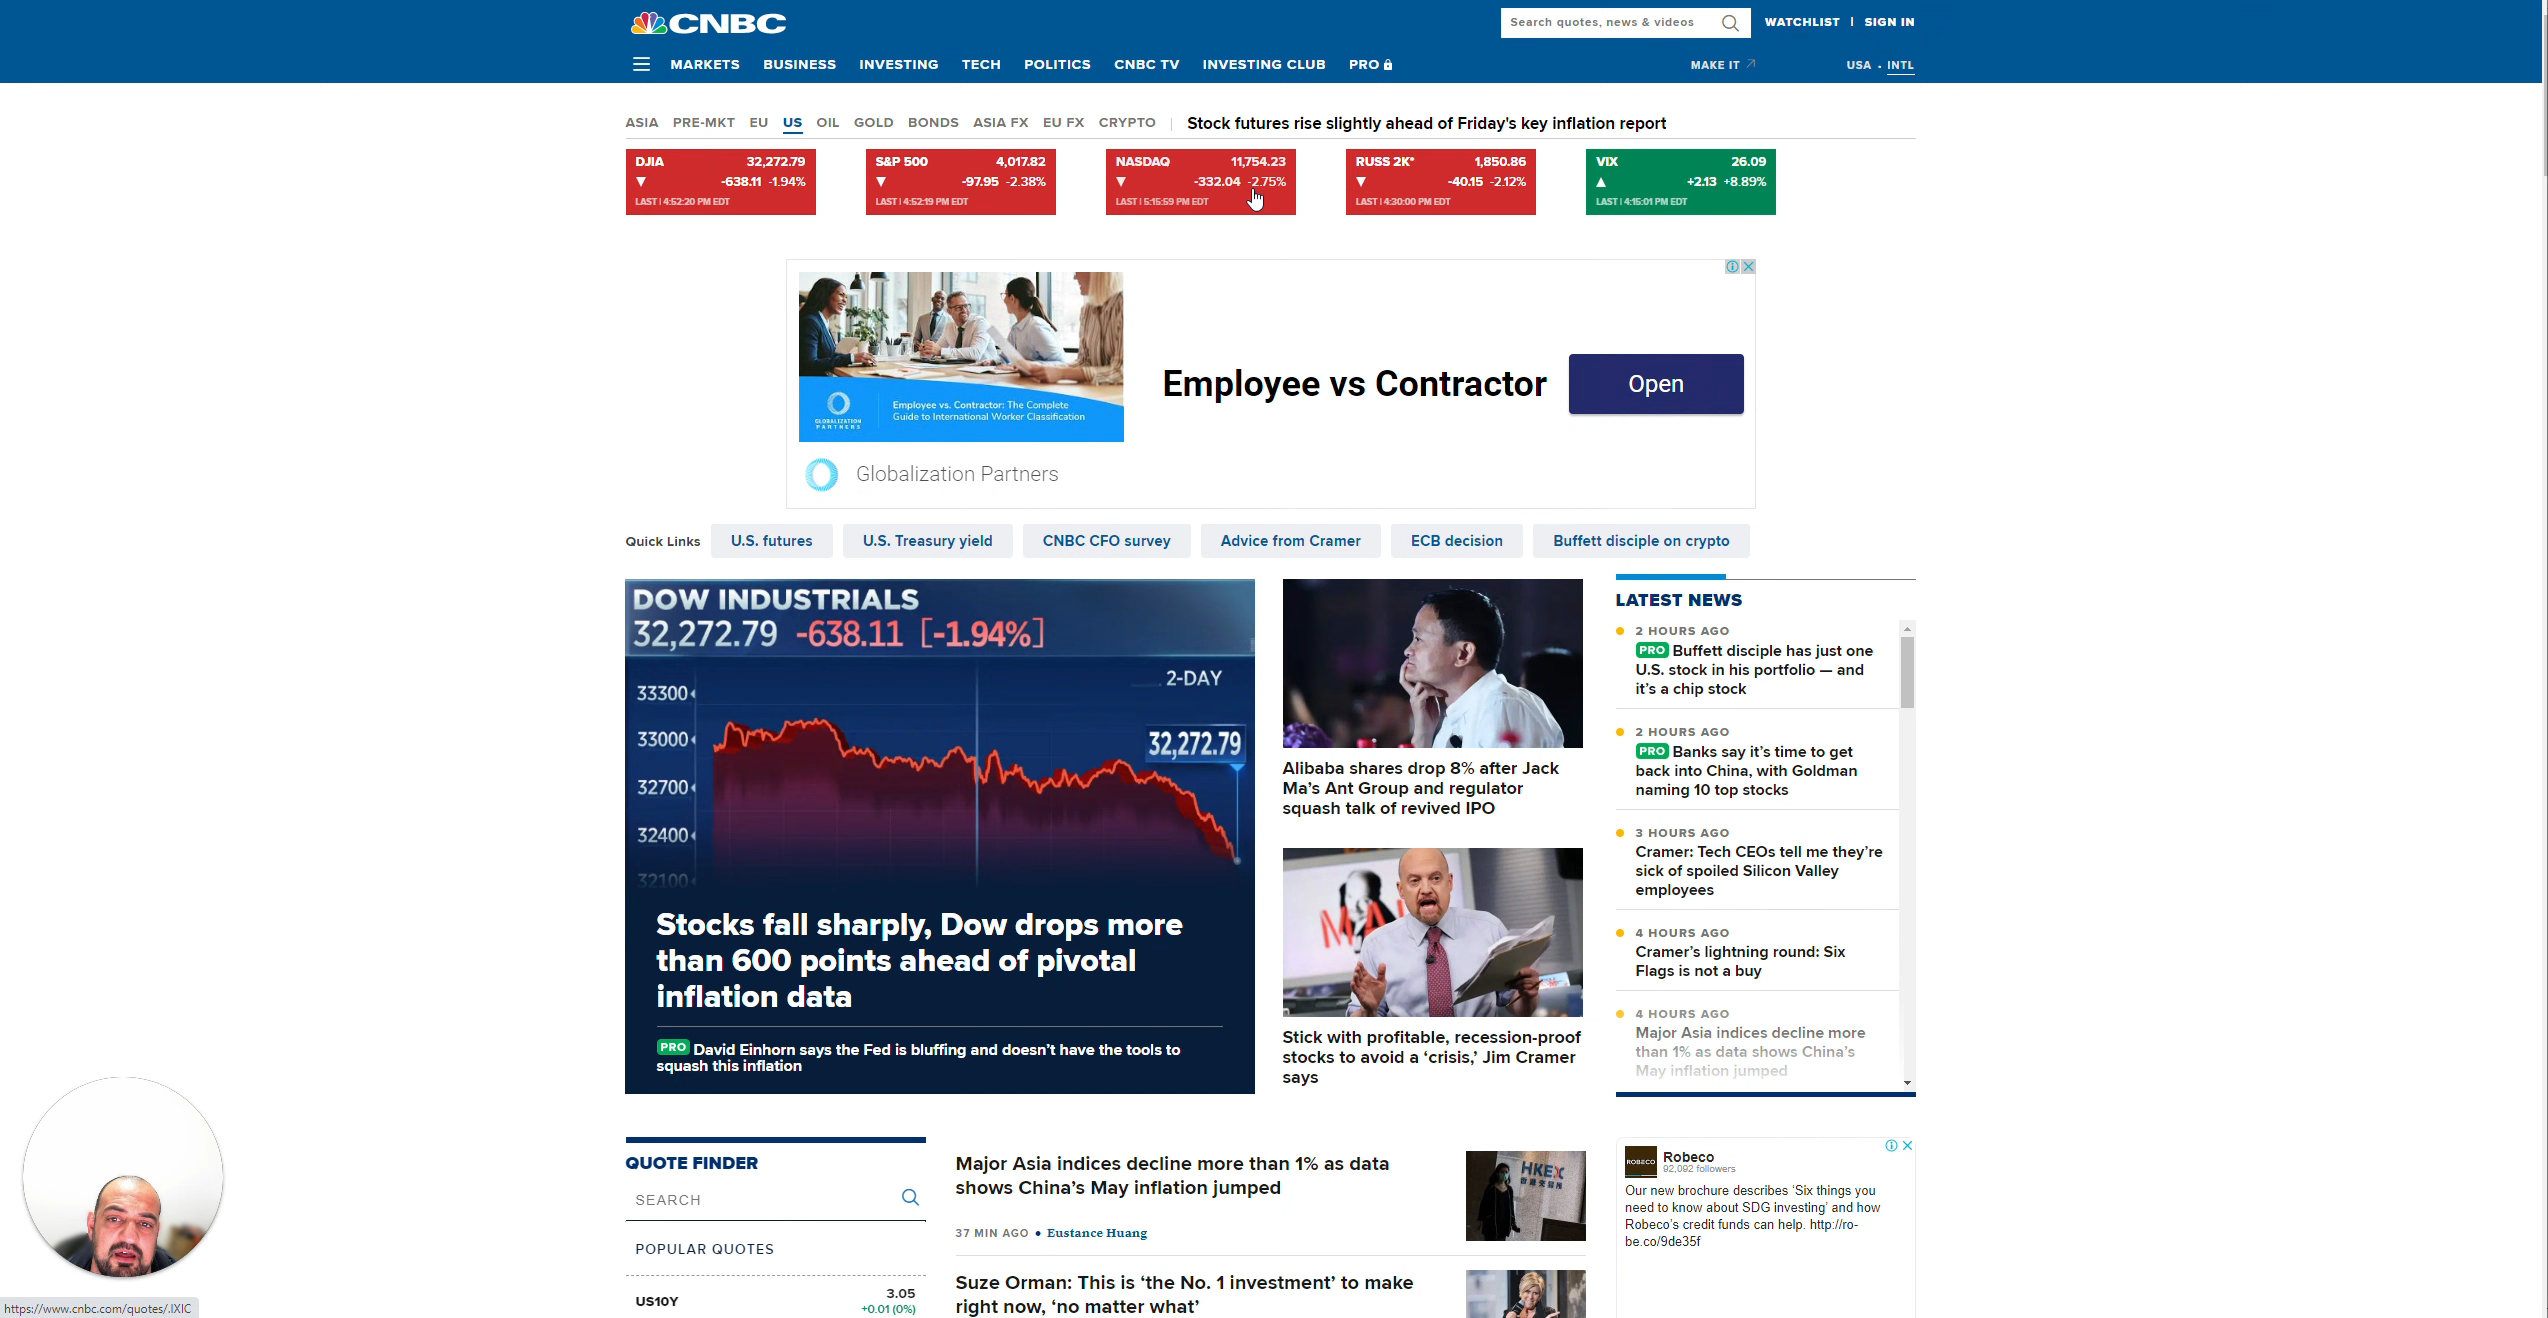 CNBC
Search quotes, news & videos
WATCHLIST | SIGN IN
MARKETS BUSINESS INVESTING TECH POLITICS CNBC TV INVESTING CLUB PRO
MAKE IT
USA • INTL
ASIA PRE-MKT EU US OIL GOLD BONDS ASIA FX EU FX CRYPTO
Stock futures rise slightly ahead of Friday's key inflation report
DJIA 32,272.79
▼ -638.11 -1.94%
LAST | 4:52:20 PM EDT
S&P 500 4,017.82
▼ -97.95 -2.38%
LAST | 4:52:19 PM EDT
NASDAQ 11,754.23
▼ -332.04 -2.75%
LAST | 5:15:59 PM EDT
RUSS 2K* 1,850.86
▼ -40.15 -2.12%
LAST | 4:30:00 PM EDT
VIX 26.09
▲ +2.13 +8.89%
LAST | 4:15:01 PM EDT
GLOBALIZATION
PARTNERS
Employee vs. Contractor: The Complete
Guide to International Worker Classification
Employee vs Contractor
Open
Globalization Partners
Quick Links
U.S. futures
U.S. Treasury yield
CNBC CFO survey
Advice from Cramer
ECB decision
Buffett disciple on crypto
DOW INDUSTRIALS
32,272.79 -638.11 [-1.94%]
2-DAY
33300
33000
32700
32400
32100
32,272.79
Stocks fall sharply, Dow drops more
than 600 points ahead of pivotal
inflation data
PRO David Einhorn says the Fed is bluffing and doesn't have the tools to
squash this inflation
Alibaba shares drop 8% after Jack
Ma's Ant Group and regulator
squash talk of revived IPO
MA
Stick with profitable, recession-proof
stocks to avoid a ‘crisis,’ Jim Cramer
says
LATEST NEWS
2 HOURS AGO
PRO Buffett disciple has just one
U.S. stock in his portfolio — and
it's a chip stock
2 HOURS AGO
PRO Banks say it's time to get
back into China, with Goldman
naming 10 top stocks
3 HOURS AGO
Cramer: Tech CEOs tell me they're
sick of spoiled Silicon Valley
employees
4 HOURS AGO
Cramer's lightning round: Six
Flags is not a buy
4 HOURS AGO
Major Asia indices decline more
than 1% as data shows China's
May inflation jumped
QUOTE FINDER
SEARCH
POPULAR QUOTES
US10Y 3.05
+0.01 (0%)
Major Asia indices decline more than 1% as data
shows China's May inflation jumped
37 MIN AGO • Eustance Huang
HKEX
香港交易所
Suze Orman: This is ‘the No. 1 investment’ to make
right now, ‘no matter what’
ROBECO
Robeco
92,092 followers
Our new brochure describes ‘Six things you
need to know about SDG investing’ and how
Robeco's credit funds can help. http://ro-
be.co/9de35f
https://www.cnbc.com/quotes/.IXIC